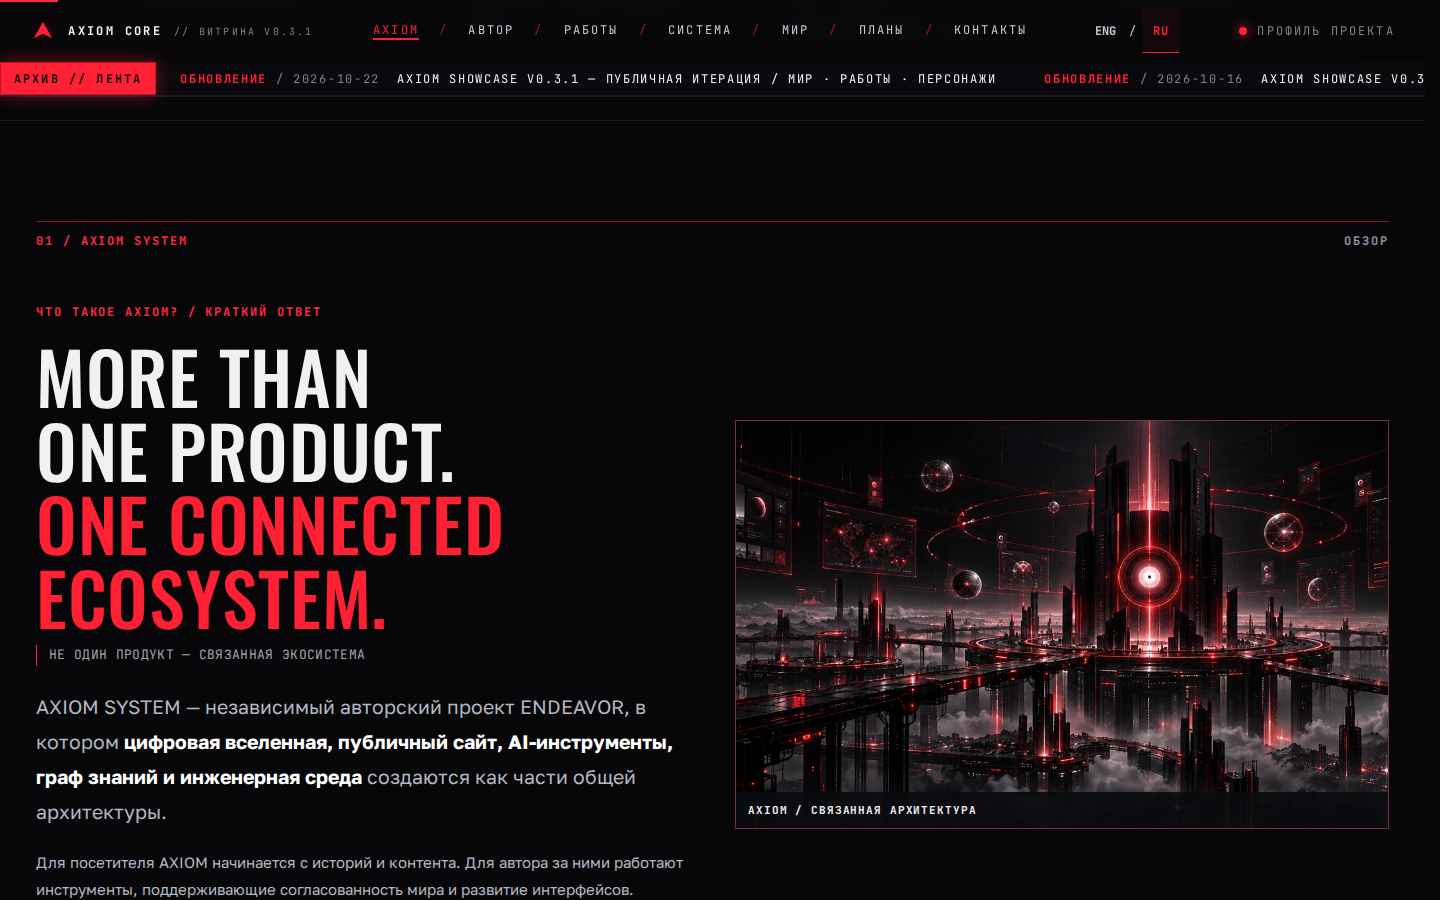 AXIOM CORE // ВИТРИНА V0.3.1 AXIOM / АВТОР / РАБОТЫ / СИСТЕМА / МИР / ПЛАНЫ / КОНТАКТЫ ENG / RU ПРОФИЛЬ ПРОЕКТА
АРХИВ // ЛЕНТА ОБНОВЛЕНИЕ / 2026-10-22 AXIOM SHOWCASE V0.3.1 — ПУБЛИЧНАЯ ИТЕРАЦИЯ / МИР · РАБОТЫ · ПЕРСОНАЖИ ОБНОВЛЕНИЕ / 2026-10-16 AXIOM SHOWCASE V0.3
01 / AXIOM SYSTEM ОБЗОР
ЧТО ТАКОЕ AXIOM? / КРАТКИЙ ОТВЕТ
MORE THAN
ONE PRODUCT.
ONE CONNECTED
ECOSYSTEM.
НЕ ОДИН ПРОДУКТ — СВЯЗАННАЯ ЭКОСИСТЕМА
AXIOM SYSTEM — независимый авторский проект ENDEAVOR, в
котором цифровая вселенная, публичный сайт, AI-инструменты,
граф знаний и инженерная среда создаются как части общей
архитектуры.
AXIOM / СВЯЗАННАЯ АРХИТЕКТУРА
Для посетителя AXIOM начинается с историй и контента. Для автора за ними работают
инструменты, поддерживающие согласованность мира и развитие интерфейсов.